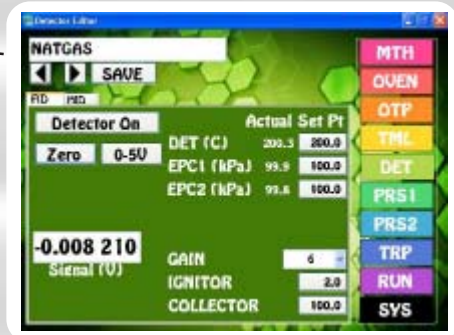 Detector Editor
NATGAS
◀ ▶ SAVE
FID
Detector On
Zero 0-5V
Actual Set Pt
DET (C) 200.3 200.0
EPC1 (kPa) 99.9 100.0
EPC2 (kPa) 99.8 100.0
-0.008 210
Signal (V)
GAIN 6
IGNITOR 2.0
COLLECTOR 100.0
MTH
OVEN
OTP
TML
DET
PRS1
PRS2
TRP
RUN
SYS